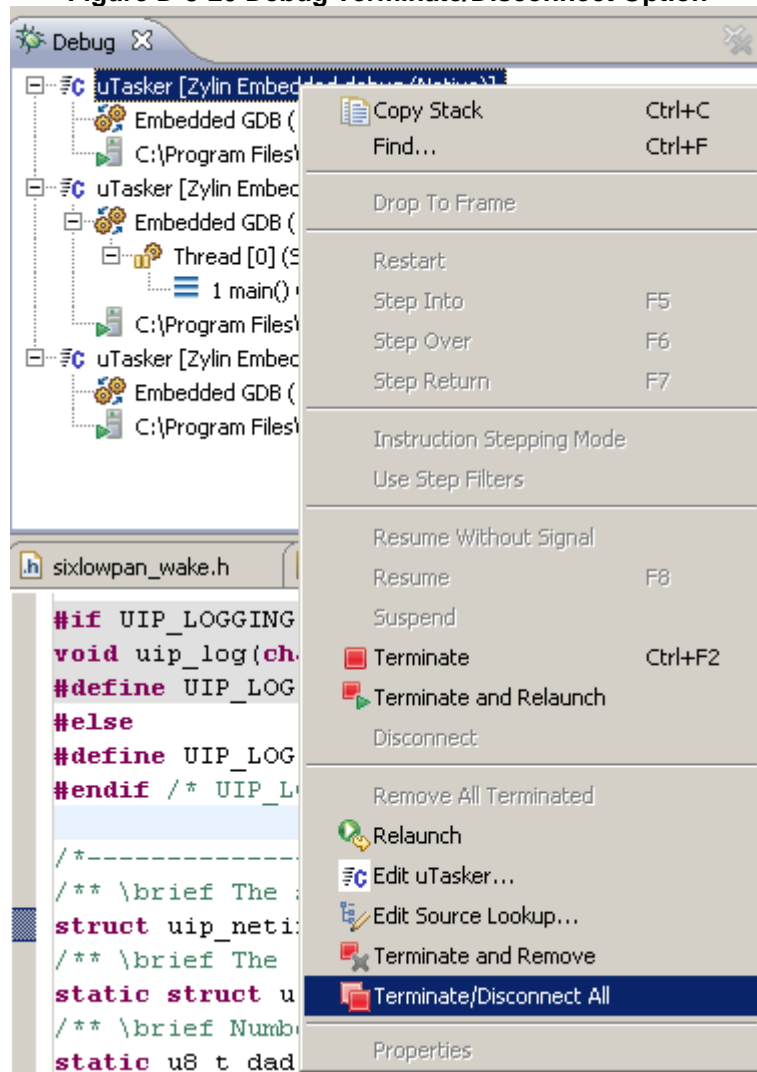 Figure D-3 29 Debug Terminate/Disconnect Option
Debug
uTasker [Zylin Embedded debug (Native)]
Embedded GDB (
C:\Program Files\
uTasker [Zylin Embed
Embedded GDB (
Thread [0] (S
1 main() (
C:\Program Files\
uTasker [Zylin Embed
Embedded GDB (
C:\Program Files\
Copy Stack Ctrl+C
Find... Ctrl+F
Drop To Frame
Restart
Step Into F5
Step Over F6
Step Return F7
Instruction Stepping Mode
Use Step Filters
Resume Without Signal
Resume F8
Suspend
Terminate Ctrl+F2
Terminate and Relaunch
Disconnect
Remove All Terminated
Relaunch
Edit uTasker...
Edit Source Lookup...
Terminate and Remove
Terminate/Disconnect All
Properties
sixlowpan_wake.h
#if UIP_LOGGING
void uip_log(ch
#define UIP_LOG
#else
#define UIP_LOG
#endif /* UIP_L
/*--------------
/** \brief The
struct uip_neti
/** \brief The
static struct u
/** \brief Numb
static u8_t dad